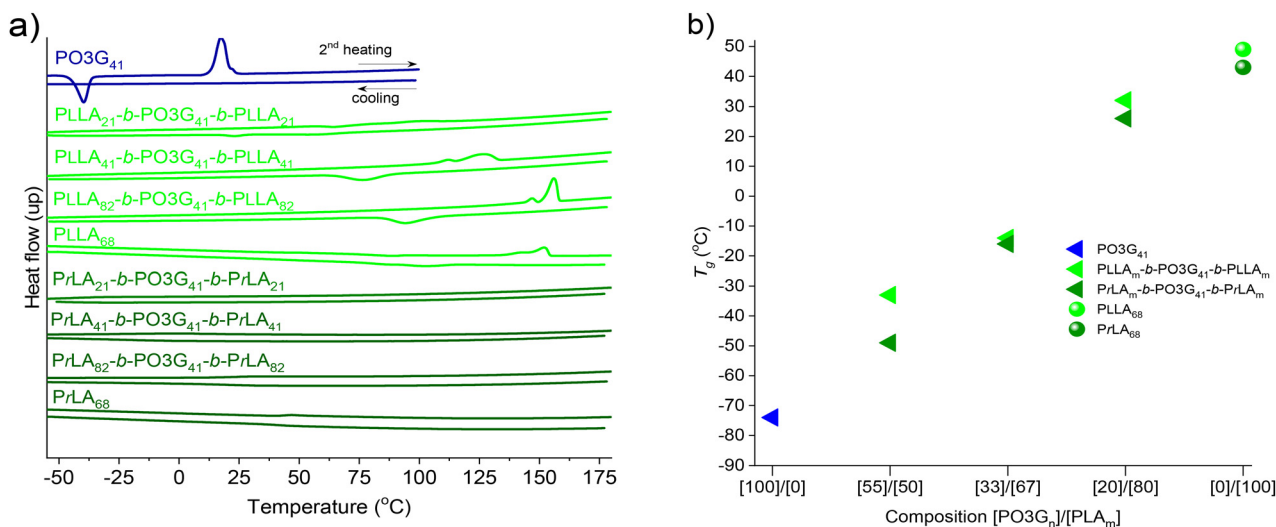 a)
PO3G41
2nd heating
cooling
PLLA21-b-PO3G41-b-PLLA21
PLLA41-b-PO3G41-b-PLLA41
PLLA82-b-PO3G41-b-PLLA82
PLLA68
PrLA21-b-PO3G41-b-PrLA21
PrLA41-b-PO3G41-b-PrLA41
PrLA82-b-PO3G41-b-PrLA82
PrLA68
Heat flow (up)
-50 -25 0 25 50 75 100 125 150 175
Temperature (oC)
b)
50
40
30
20
10
0
-10
-20
-30
-40
-50
-60
-70
-80
-90
Tg (oC)
PO3G41
PLLAm-b-PO3G41-b-PLLAm
PrLAm-b-PO3G41-b-PrLAm
PLLA68
PrLA68
[100]/[0] [55]/[50] [33]/[67] [20]/[80] [0]/[100]
Composition [PO3Gn]/[PLAm]